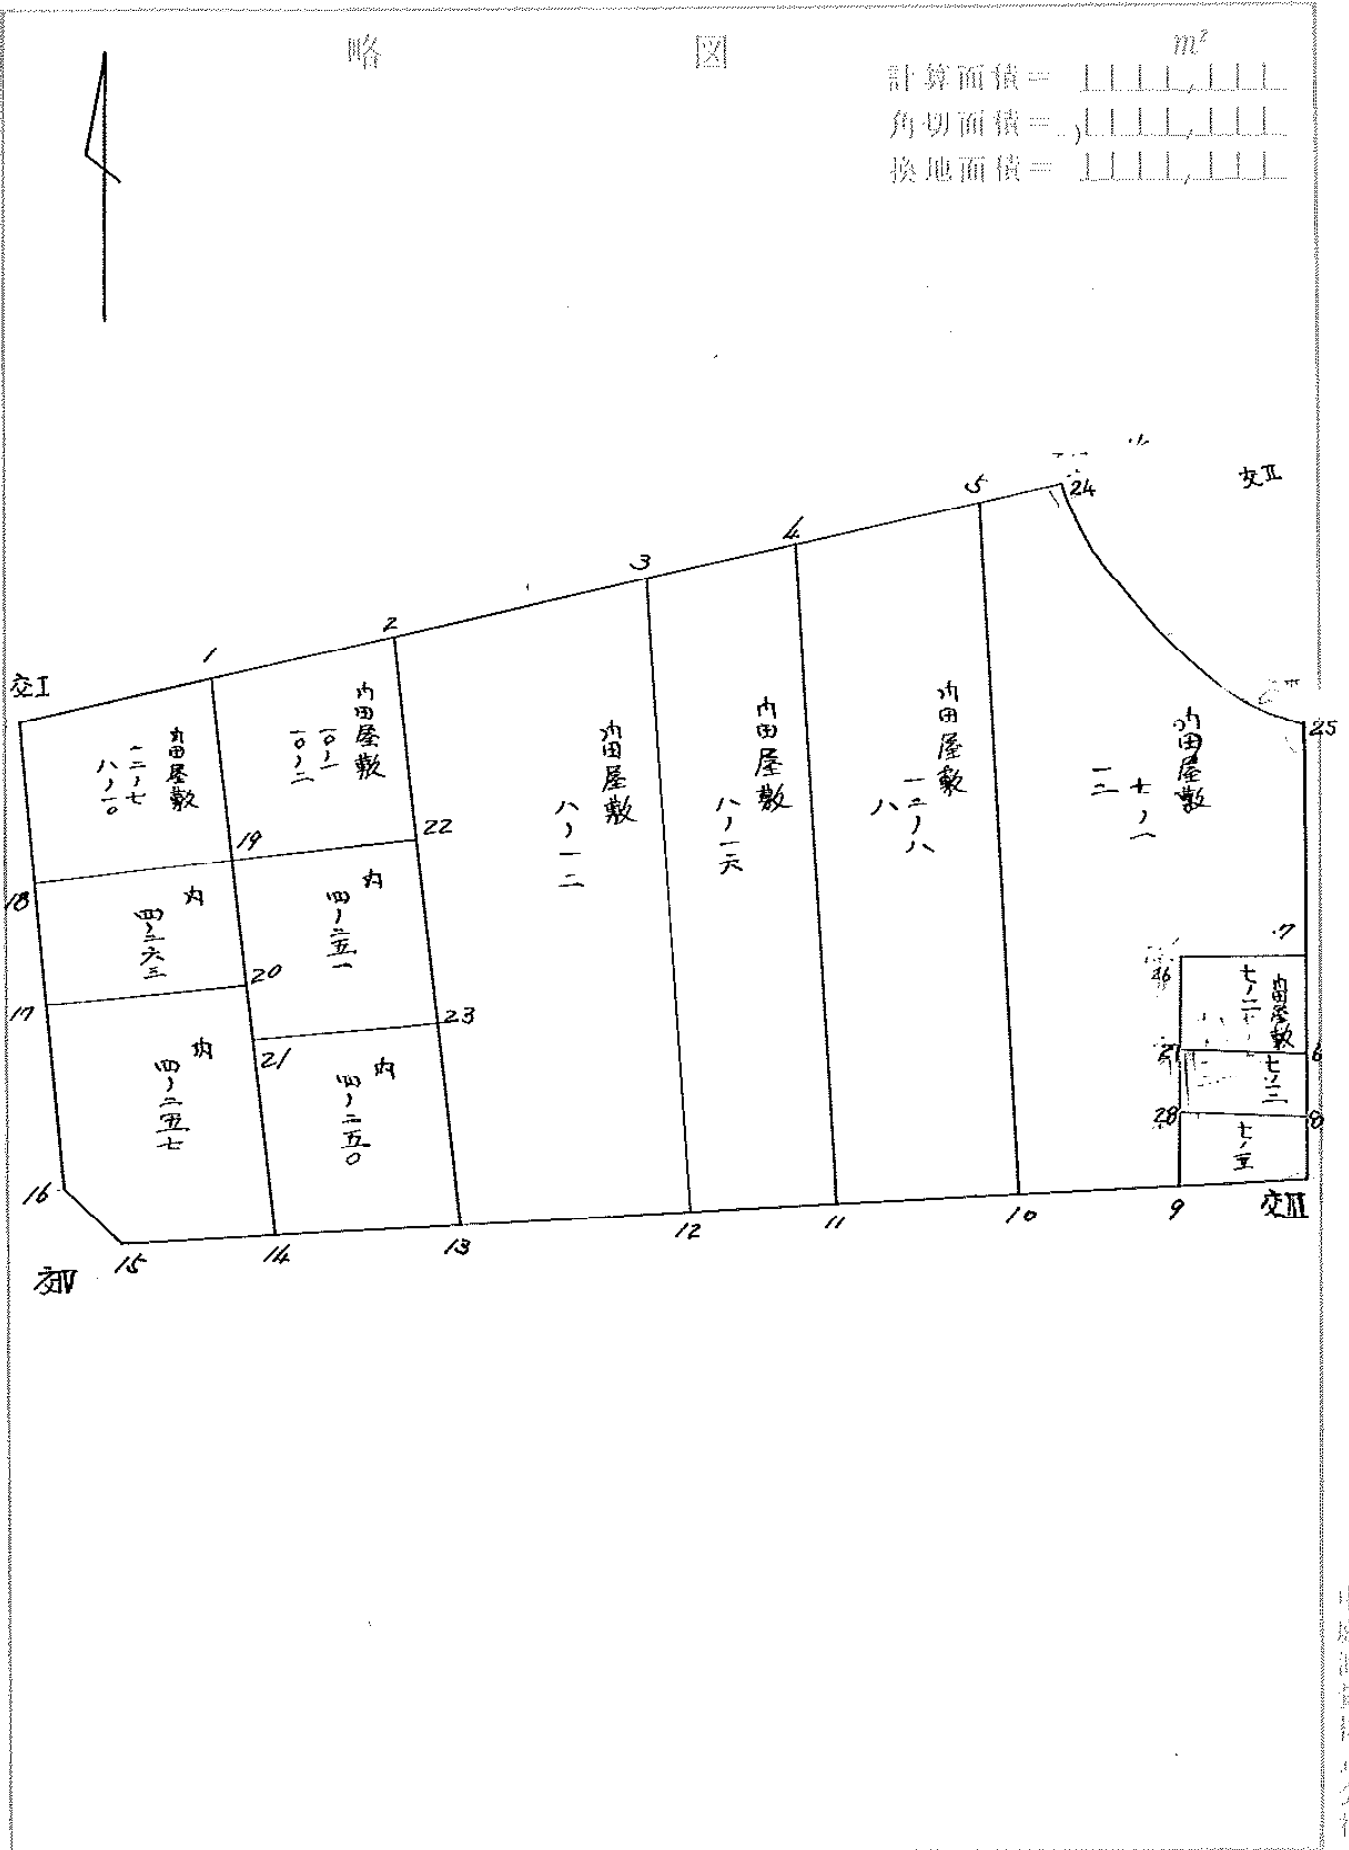 略図
m²
計算面積=
角切面積=
換地面積=
交II
24
5
4
3
2
1
交I
25
内田屋敷
七ノ一
一三
内田屋敷
一二ノ八
八
内田屋敷
八ノ一六
内田屋敷
八ノ一二
内田屋敷
一〇ノ一
一〇ノ二
内田屋敷
一二ノ七
八ノ一〇
22
19
18
内
四ノ二五一
内
四ノ二六三
7
26
内田屋敷
20
17
23
21
6
七ノ三
内
四ノ二五〇
内
四ノ二五七
28
8
七ノ五
16
15
14
13
12
11
10
9
交III
交IV